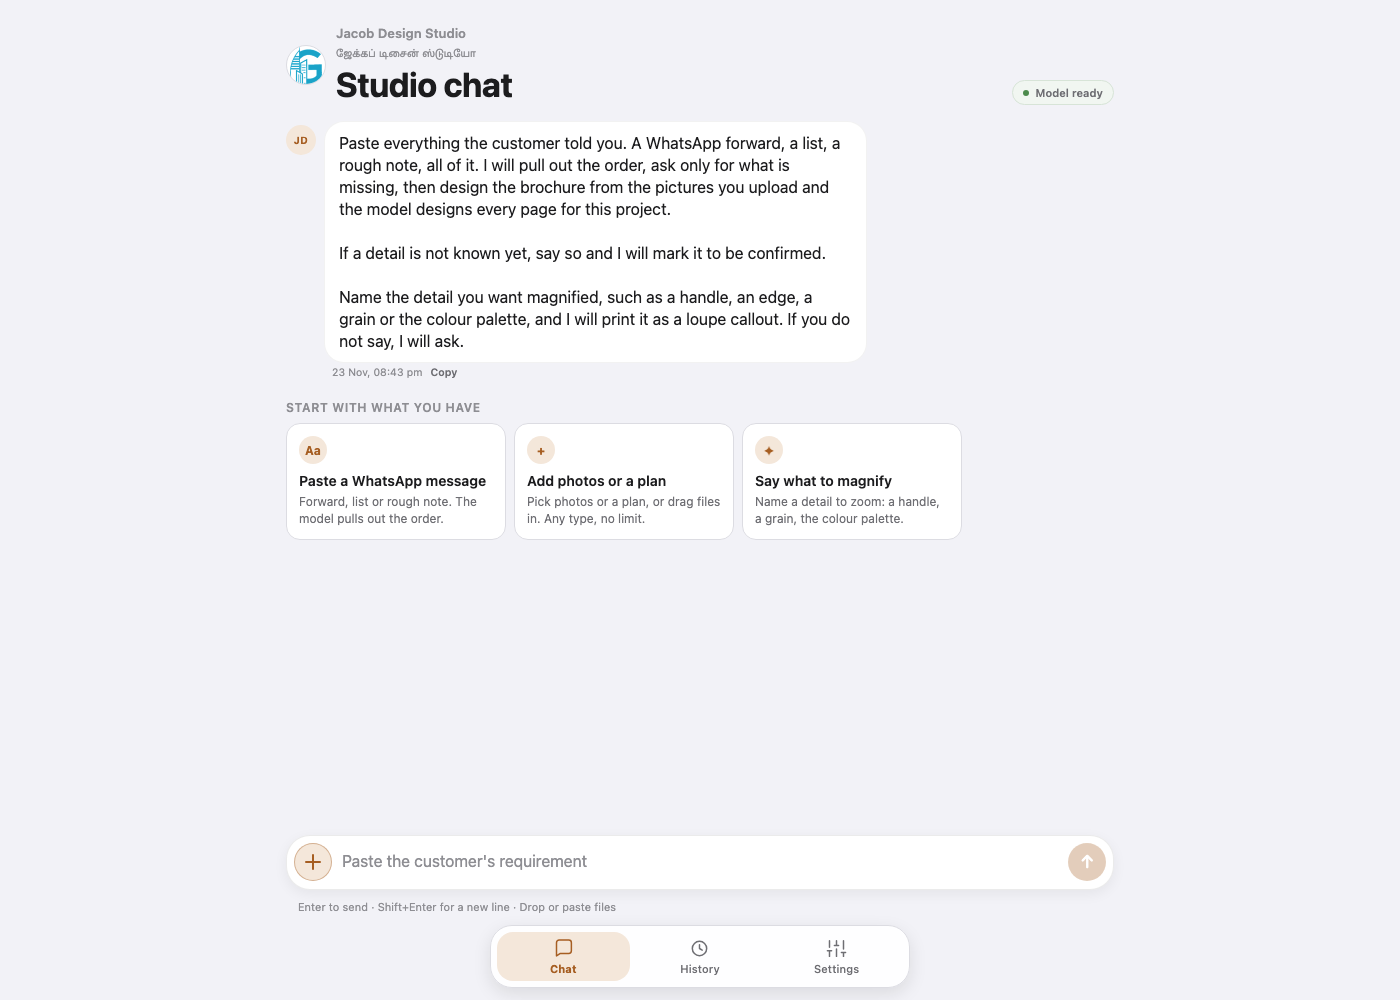 Jacob Design Studio
ஜேக்கப் டிசைன் ஸ்டுடியோ
Studio chat
Model ready
JD
Paste everything the customer told you. A WhatsApp forward, a list, a
rough note, all of it. I will pull out the order, ask only for what is
missing, then design the brochure from the pictures you upload and
the model designs every page for this project.
If a detail is not known yet, say so and I will mark it to be confirmed.
Name the detail you want magnified, such as a handle, an edge, a
grain or the colour palette, and I will print it as a loupe callout. If you do
not say, I will ask.
23 Nov, 08:43 pm Copy
START WITH WHAT YOU HAVE
Aa
Paste a WhatsApp message
Forward, list or rough note. The
model pulls out the order.
+
Add photos or a plan
Pick photos or a plan, or drag files
in. Any type, no limit.
✦
Say what to magnify
Name a detail to zoom: a handle,
a grain, the colour palette.
Paste the customer's requirement
Enter to send · Shift+Enter for a new line · Drop or paste files
Chat
History
Settings